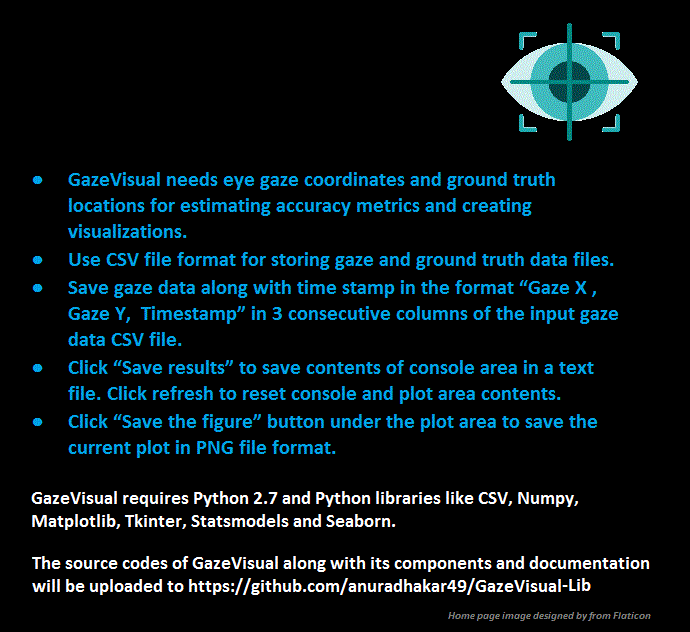 ● GazeVisual needs eye gaze coordinates and ground truth
locations for estimating accuracy metrics and creating
visualizations.
● Use CSV file format for storing gaze and ground truth data files.
● Save gaze data along with time stamp in the format “Gaze X ,
Gaze Y,  Timestamp” in 3 consecutive columns of the input gaze
data CSV file.
● Click “Save results” to save contents of console area in a text
file. Click refresh to reset console and plot area contents.
● Click “Save the figure” button under the plot area to save the
current plot in PNG file format.
GazeVisual requires Python 2.7 and Python libraries like CSV, Numpy,
Matplotlib, Tkinter, Statsmodels and Seaborn.
The source codes of GazeVisual along with its components and documentation
will be uploaded to https://github.com/anuradhakar49/GazeVisual-Lib
Home page image designed by from Flaticon